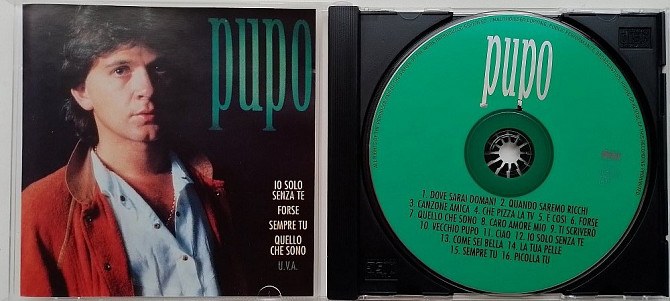 pupo
IO SOLO
SENZA TE
FORSE
SEMPRE TU
QUELLO
CHE SONO
U.V.A.
pupo
1. DOVE SARAI DOMANI 2. QUANDO SAREMO RICCHI
3. CANZONE AMICA 4. CHE PIZZA LA TV 5. E COSI 6. FORSE
7. QUELLO CHE SONO 8. CARO AMORE MIO 9. TI SCRIVERÒ
10. VECCHIO PUPO 11. CIAO 12. IO SOLO SENZA TE
13. COME SEI BELLA 14. LA TUA PELLE
15. SEMPRE TU 16. PICOLLA TU